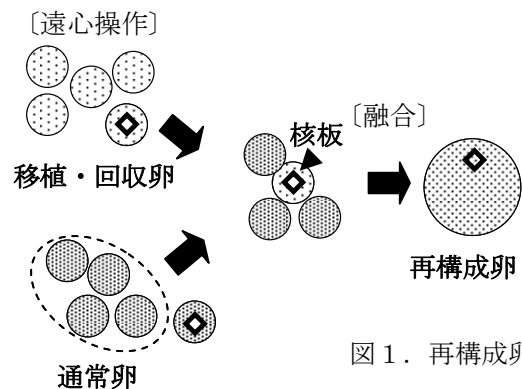 〔遠心操作〕
移植・回収卵
核板
〔融合〕
再構成卵
通常卵
図1．再構成卵